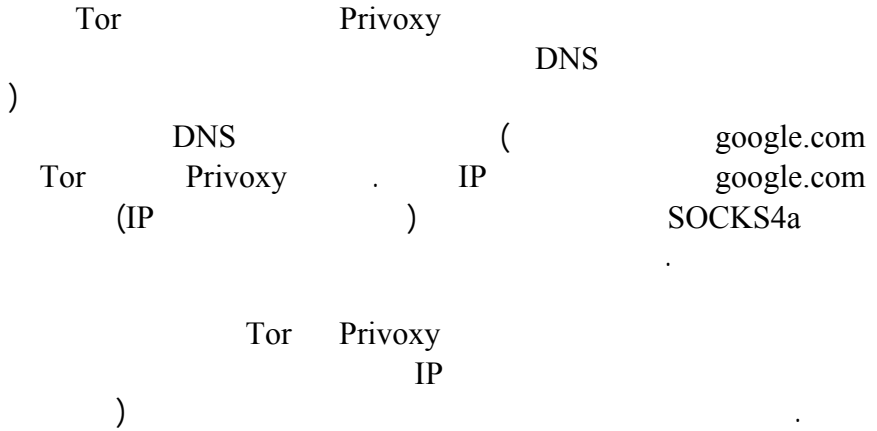 Tor Privoxy
DNS
)
DNS ( google.com
Tor Privoxy . IP google.com
(IP ) SOCKS4a
.
Tor Privoxy
IP
) .